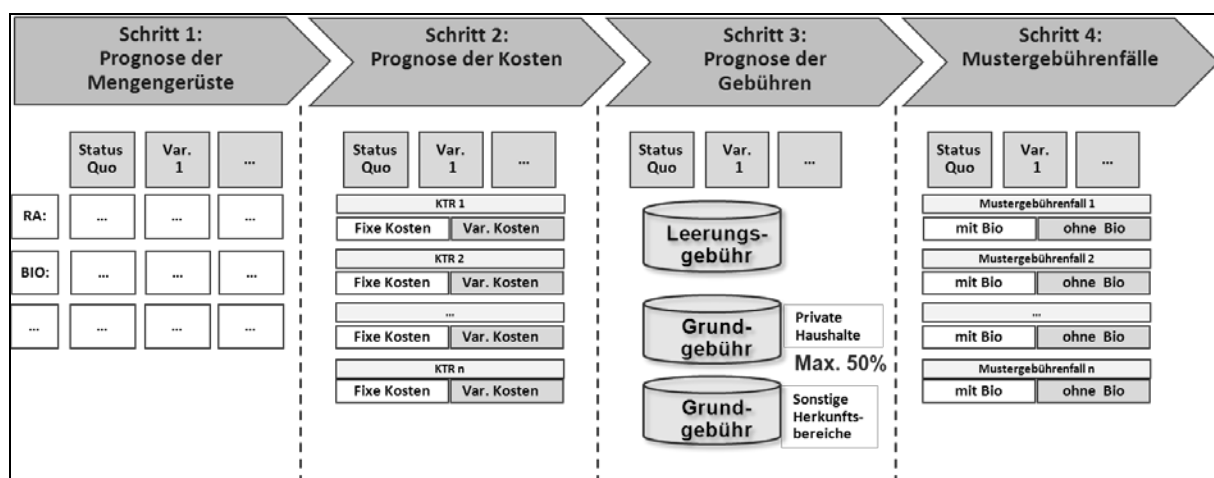 Schritt 1:
Prognose der
Mengengerüste
Schritt 2:
Prognose der Kosten
Schritt 3:
Prognose der
Gebühren
Schritt 4:
Mustergebührenfälle
Status
Quo
Var.
1
...
RA:
...
...
...
BIO:
...
...
...
...
...
...
...
Status
Quo
Var.
1
...
KTR 1
Fixe Kosten
Var. Kosten
KTR 2
Fixe Kosten
Var. Kosten
...
Fixe Kosten
Var. Kosten
KTR n
Fixe Kosten
Var. Kosten
Status
Quo
Var.
1
...
Leerungs-
gebühr
Grund-
gebühr
Private
Haushalte
Max. 50%
Grund-
gebühr
Sonstige
Herkunfts-
bereiche
Status
Quo
Var.
1
...
Mustergebührenfall 1
mit Bio
ohne Bio
Mustergebührenfall 2
mit Bio
ohne Bio
...
mit Bio
ohne Bio
Mustergebührenfall n
mit Bio
ohne Bio